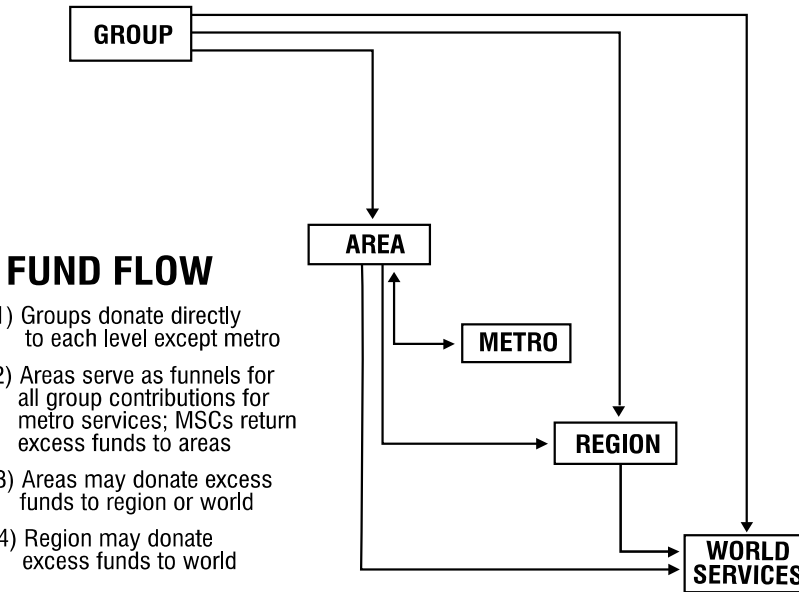 GROUP
AREA
FUND FLOW
1) Groups donate directly
to each level except metro
METRO
2) Areas serve as funnels for
all group contributions for
metro services; MSCs return
excess funds to areas
REGION
3) Areas may donate excess
funds to region or world
4) Region may donate
excess funds to world
WORLD
SERVICES